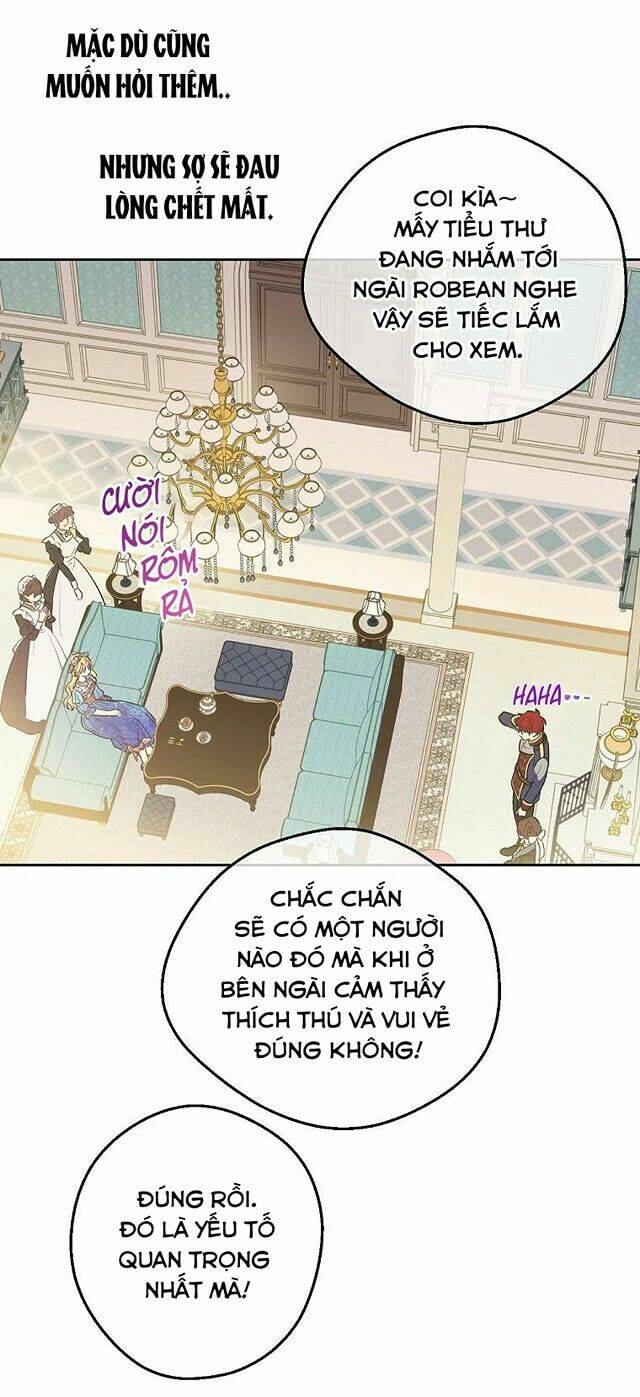 MẶC DÙ CŨNG
MUỐN HỎI THÊM..
NHƯNG SỢ SẼ ĐAU
LÒNG CHẾT MẤT.
COI KÌA~
MẤY TIỂU THƯ
ĐANG NHẮM TỚI
NGÀI ROBEAN NGHE
VẬY SẼ TIẾC LẮM
CHO XEM.
CƯỜI
NÓI
RÔM
RẢ
HAHA
CHẮC CHẮN
SẼ CÓ MỘT NGƯỜI
NÀO ĐÓ MÀ KHI Ở
BÊN NGÀI CẢM THẤY
THÍCH THÚ VÀ VUI VẺ
ĐÚNG KHÔNG!
ĐÚNG RỒI.
ĐÓ LÀ YẾU TỐ
QUAN TRỌNG
NHẤT MÀ!